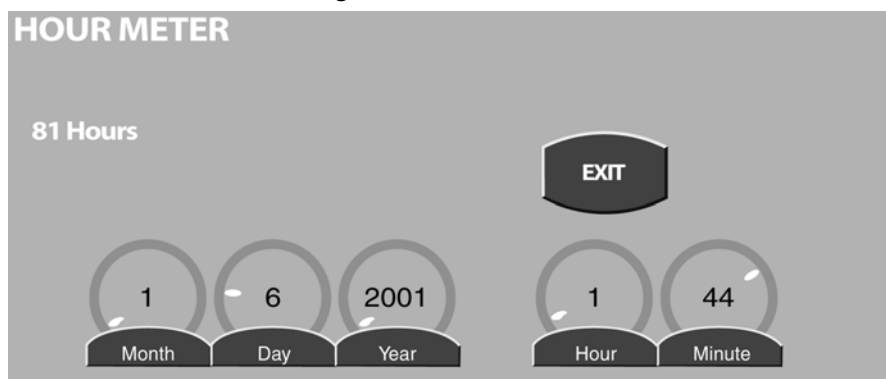 HOUR METER
81 Hours
EXIT
1 6 2001 1 44
Month Day Year Hour Minute